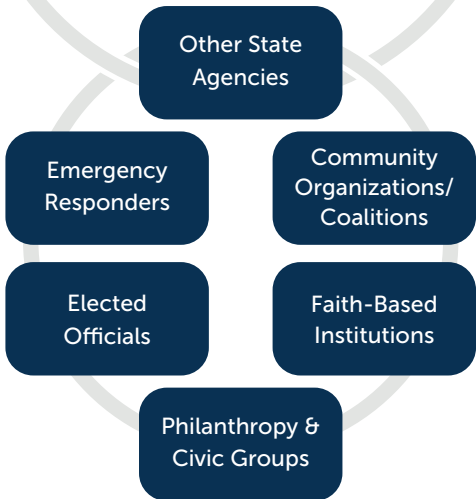 Other State
Agencies
Emergency
Responders
Community
Organizations/
Coalitions
Elected
Officials
Faith-Based
Institutions
Philanthropy &
Civic Groups